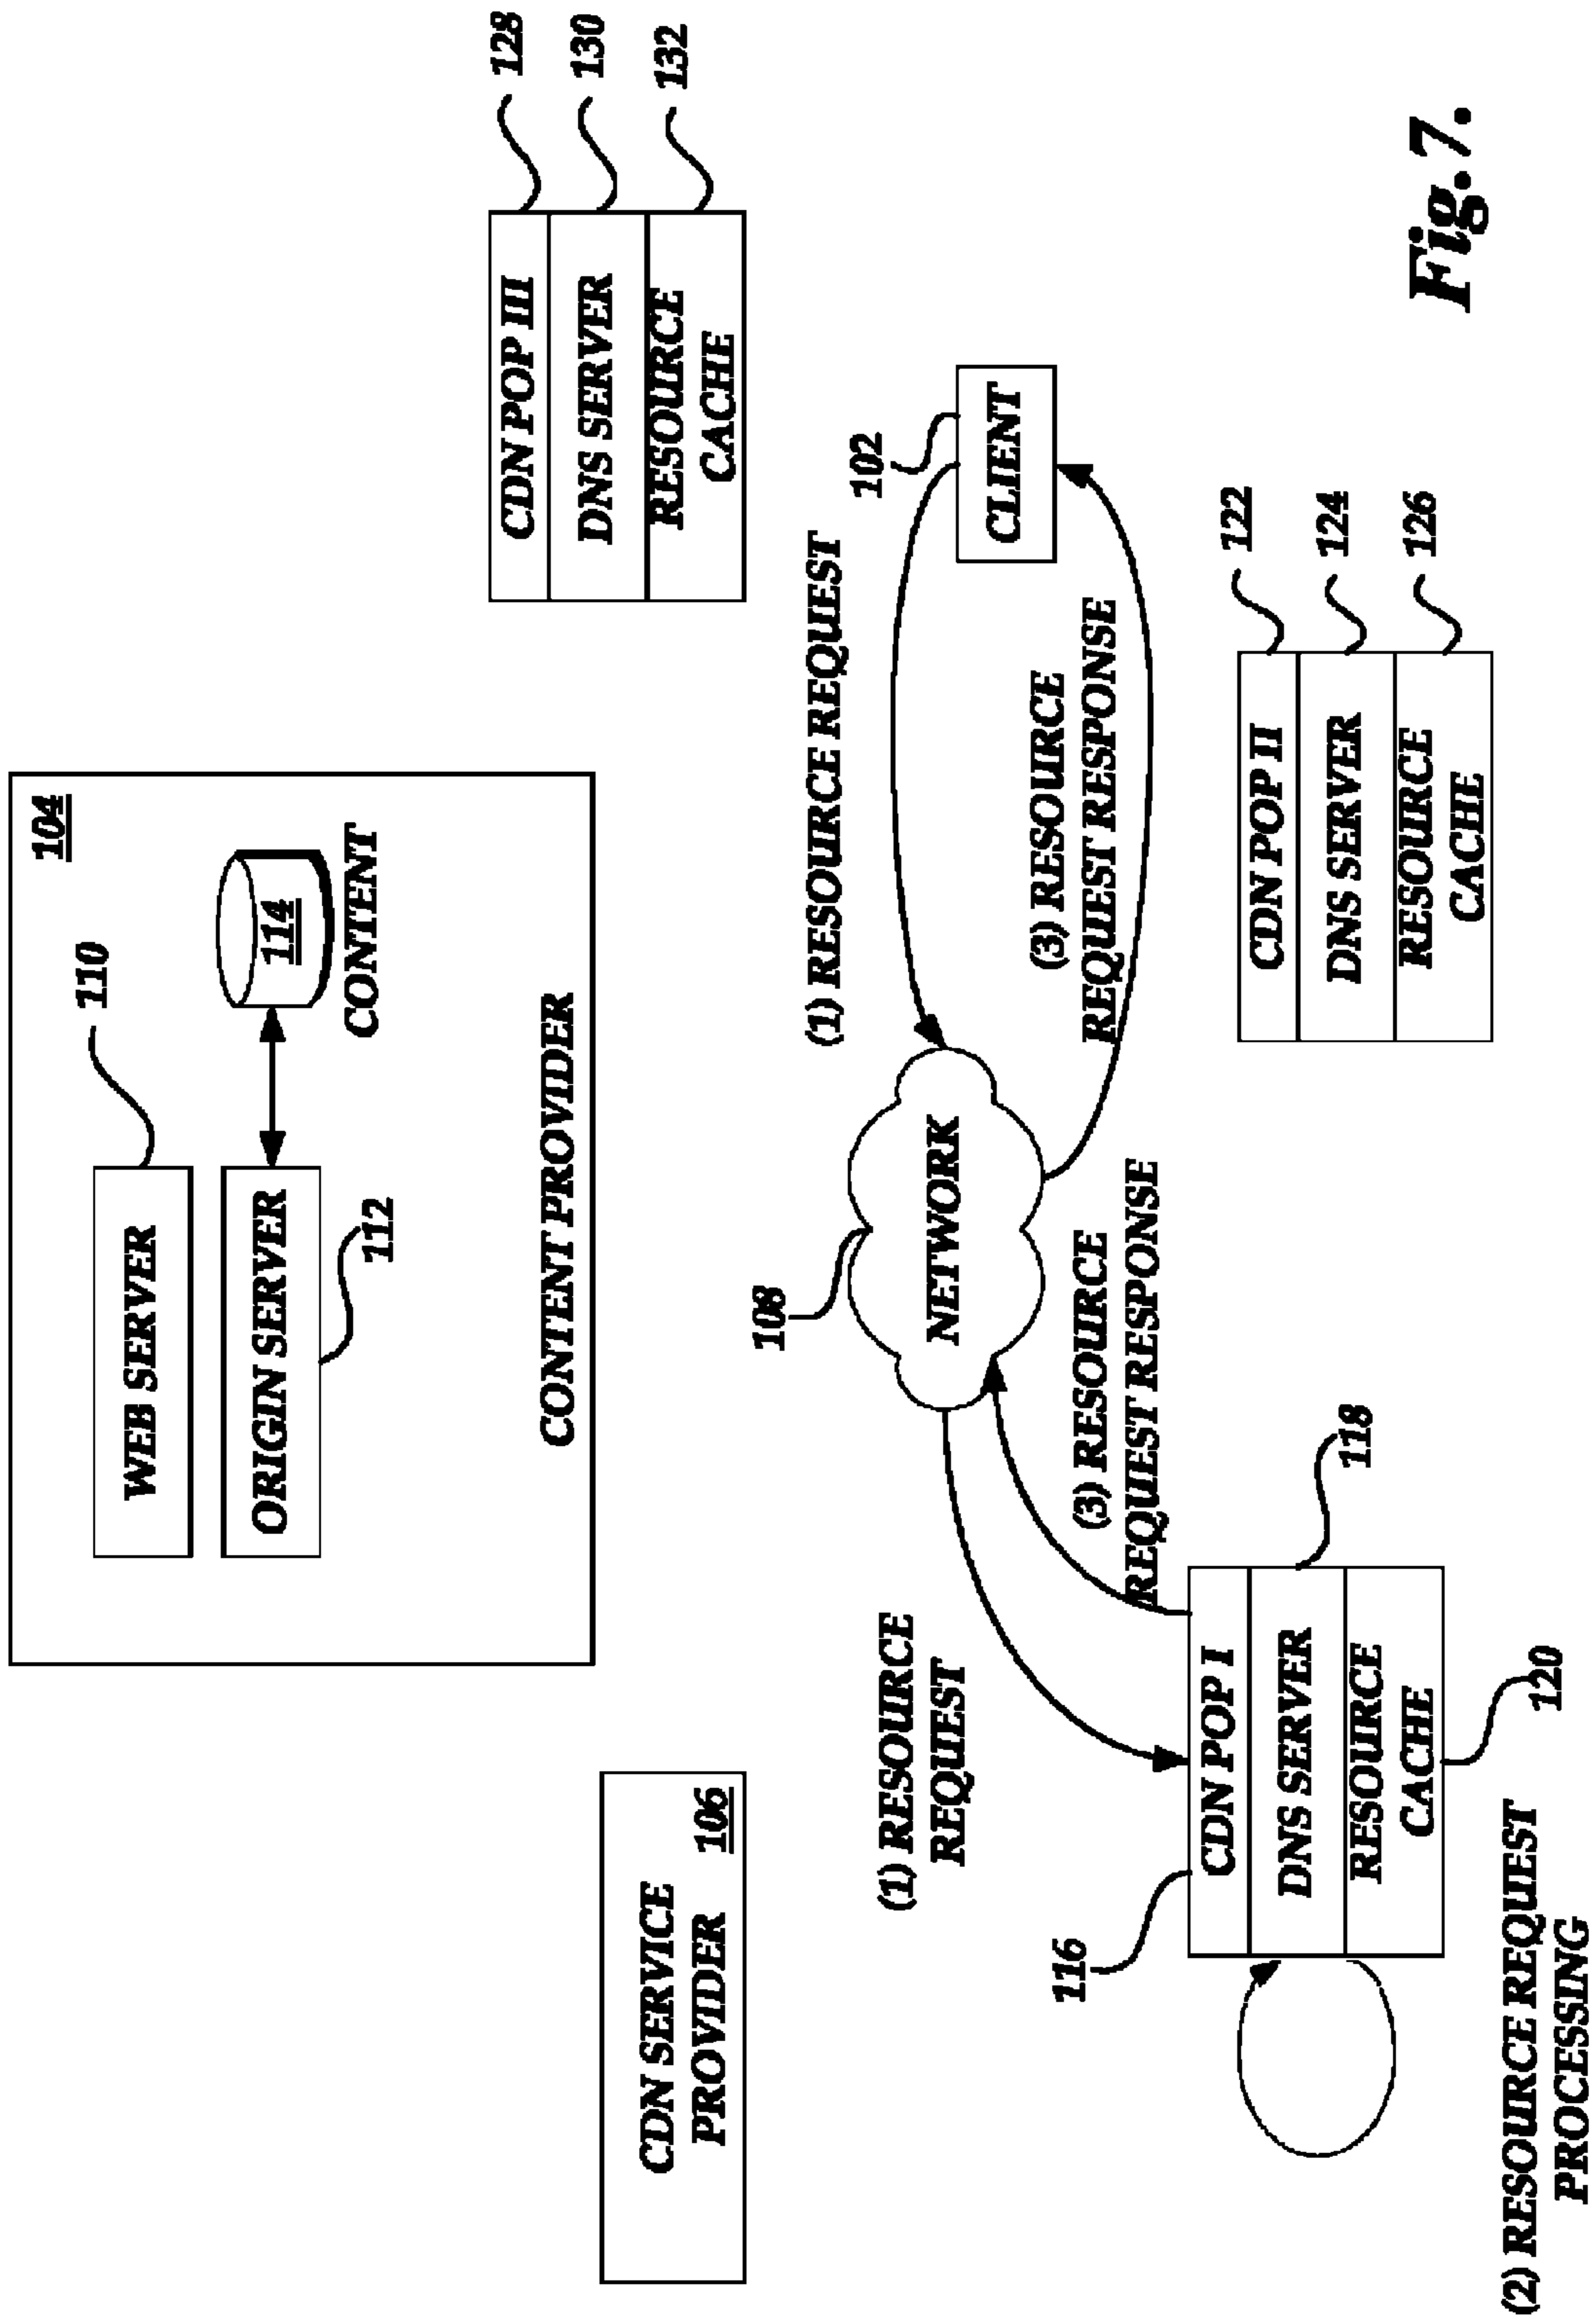 104
110
WEB SERVER
ORIGIN SERVER
112
114
CONTENT
CONTENT PROVIDER
CDN SERVICE
PROVIDER
106
CDN POP III
DNS SERVER
RESOURCE
CACHE
128
130
132
108
NETWORK
(1) RESOURCE REQUEST
102
CLIENT
(3) RESOURCE
REQUEST RESPONSE
(1) RESOURCE
REQUEST
(3) RESOURCE
REQUEST RESPONSE
116
CDN POP I
DNS SERVER
RESOURCE
CACHE
118
120
(2) RESOURCE REQUEST
PROCESSING
CDN POP II
DNS SERVER
RESOURCE
CACHE
122
124
126
Fig.7.